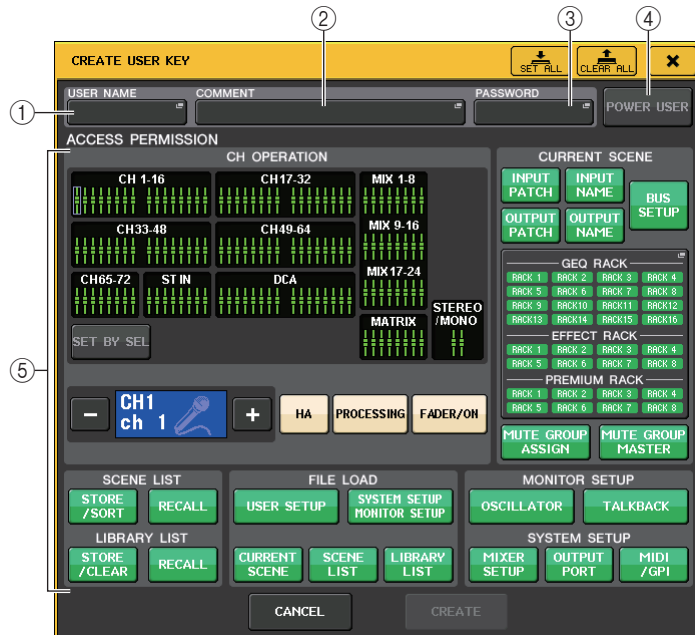 ① ② ③ ④ ⑤
CREATE USER KEY
SET ALL
CLEAR ALL
USER NAME
COMMENT
PASSWORD
POWER USER
ACCESS PERMISSION
CH OPERATION
CH 1-16
CH17-32
MIX 1-8
CH33-48
CH49-64
MIX 9-16
CH65-72
ST IN
DCA
MIX17-24
STEREO
/MONO
MATRIX
SET BY SEL
−
CH1
ch 1
+
HA
PROCESSING
FADER/ON
CURRENT SCENE
INPUT
PATCH
INPUT
NAME
BUS
SETUP
OUTPUT
PATCH
OUTPUT
NAME
GEQ RACK
RACK 1 RACK 2 RACK 3 RACK 4
RACK 5 RACK 6 RACK 7 RACK 8
RACK 9 RACK10 RACK11 RACK12
RACK13 RACK14 RACK15 RACK16
EFFECT RACK
RACK 1 RACK 2 RACK 3 RACK 4
RACK 5 RACK 6 RACK 7 RACK 8
PREMIUM RACK
RACK 1 RACK 2 RACK 3 RACK 4
RACK 5 RACK 6 RACK 7 RACK 8
MUTE GROUP
ASSIGN
MUTE GROUP
MASTER
SCENE LIST
STORE
/SORT
RECALL
LIBRARY LIST
STORE
/CLEAR
RECALL
FILE LOAD
USER SETUP
SYSTEM SETUP
MONITOR SETUP
CURRENT
SCENE
SCENE
LIST
LIBRARY
LIST
MONITOR SETUP
OSCILLATOR
TALKBACK
SYSTEM SETUP
MIXER
SETUP
OUTPUT
PORT
MIDI
/GPI
CANCEL
CREATE